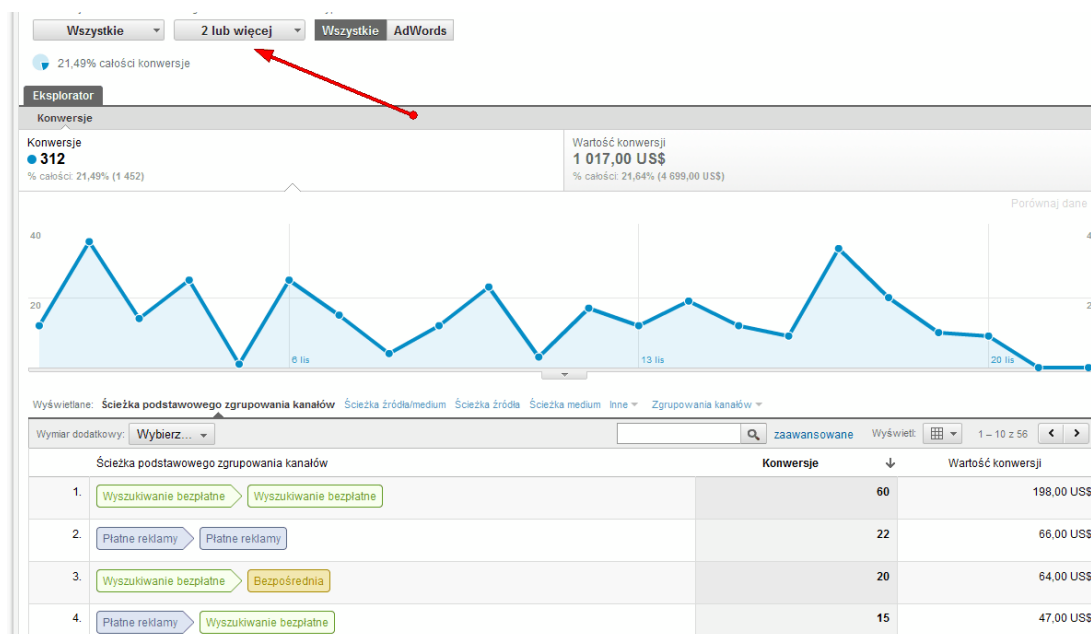 Wszystkie 2 lub więcej Wszystkie AdWords
21,49% całości konwersje
Eksplorator
Konwersje
Konwersje
312
% całości: 21,49% (1 452)
Wartość konwersji
1 017,00 US$
% całości: 21,64% (4 699,00 US$)
Porównaj dane
40
20
6 lis 13 lis 20 lis
Wyświetlane: Ścieżka podstawowego zgrupowania kanałów Ścieżka źródła/medium Ścieżka źródła Ścieżka medium Inne Zgrupowania kanałów
Wymiar dodatkowy: Wybierz... zaawansowane Wyświetl: 1 – 10 z 56
Ścieżka podstawowego zgrupowania kanałów Konwersje Wartość konwersji
1. Wyszukiwanie bezpłatne Wyszukiwanie bezpłatne 60 198,00 US$
2. Płatne reklamy Płatne reklamy 22 66,00 US$
3. Wyszukiwanie bezpłatne Bezpośrednia 20 64,00 US$
4. Płatne reklamy Wyszukiwanie bezpłatne 15 47,00 US$